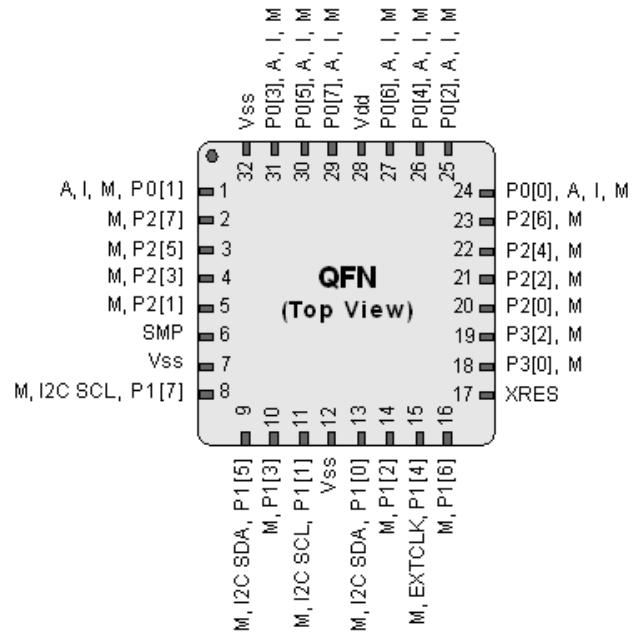 Vss
P0[3], A, I, M
P0[5], A, I, M
P0[7], A, I, M
Vdd
P0[6], A, I, M
P0[4], A, I, M
P0[2], A, I, M
32
31
30
29
28
27
26
25
A, I, M, P0[1]
1
24
P0[0], A, I, M
M, P2[7]
2
23
P2[6], M
M, P2[5]
3
22
P2[4], M
M, P2[3]
4
21
P2[2], M
M, P2[1]
5
20
P2[0], M
SMP
6
19
P3[2], M
Vss
7
18
P3[0], M
M, I2C SCL, P1[7]
8
17
XRES
QFN
(Top View)
9
10
11
12
13
14
15
16
M, I2C SDA, P1[5]
M, P1[3]
M, I2C SCL, P1[1]
Vss
M, I2C SDA, P1[0]
M, P1[2]
M, EXTCLK, P1[4]
M, P1[6]